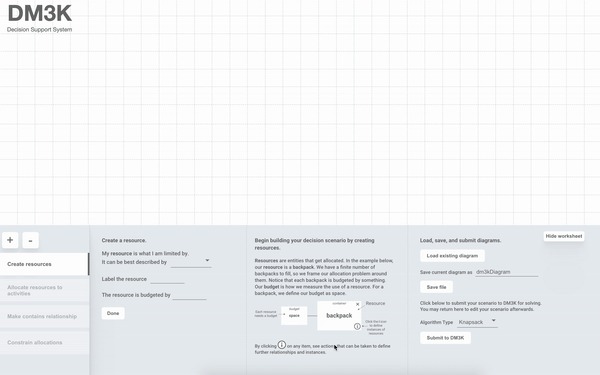 DM3K
Decision Support System
+
-
Hide worksheet
Create resources
Allocate resources to
activities
Make contains relationship
Constrain allocations
Create a resource.
My resource is what I am limited by.
It can be best described by
Label the resource
The resource is budgeted by
Done
Begin building your decision scenario by creating
resources.
Resources are entities that get allocated. In the example below,
our resource is a backpack. We have a finite number of
backpacks to fill, so we frame our allocation problem around
them. Notice that each backpack is budgeted by something.
Our budget is how we measure the use of a resource. For a
backpack, we define our budget as space.
Each resource
needs a budget
budget
space
container
backpack
Resource
Click the icon
to define
instances of
resources.
By clicking on any item, see actions that can be taken to define
further relationships and instances.
Load, save, and submit diagrams.
Load existing diagram
Save current diagram as dm3kDiagram
Save file
Click below to submit your scenario to DM3K for solving.
You may return here to edit your scenario afterwards.
Algorithm Type Knapsack
Submit to DM3K